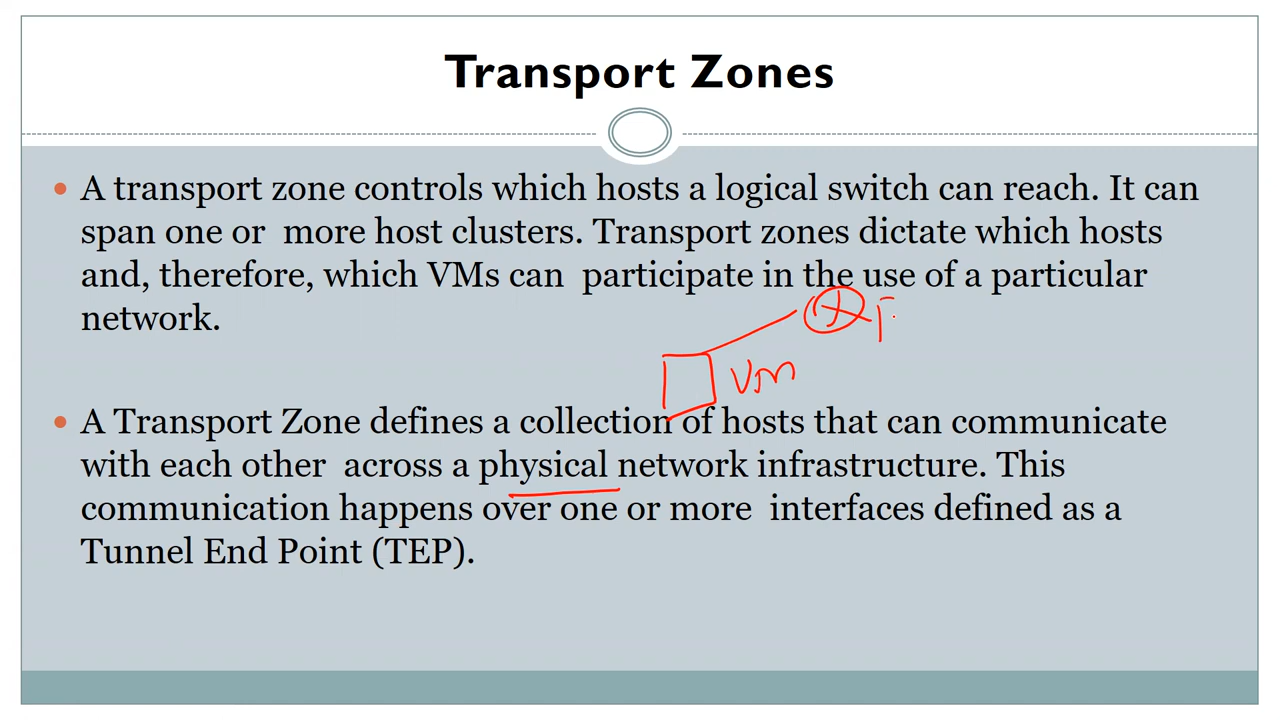 Transport Zones
A transport zone controls which hosts a logical switch can reach. It can
span one or more host clusters. Transport zones dictate which hosts
and, therefore, which VMs can participate in the use of a particular
network.
VM
A Transport Zone defines a collection of hosts that can communicate
with each other across a physical network infrastructure. This
communication happens over one or more interfaces defined as a
Tunnel End Point (TEP).